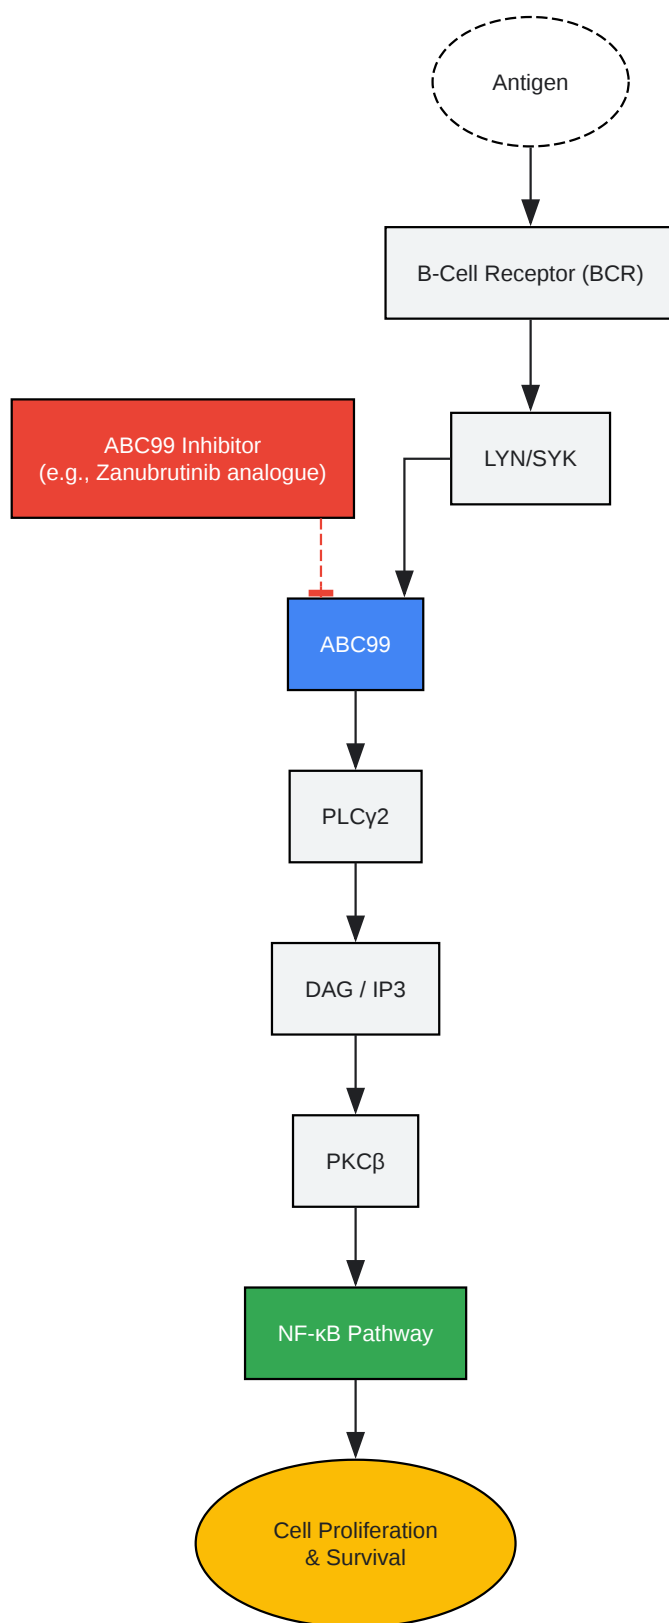 Antigen
B-Cell Receptor (BCR)
LYN/SYK
ABC99 Inhibitor
(e.g., Zanubrutinib analogue)
ABC99
PLCγ2
DAG / IP3
PKCβ
NF-κB Pathway
Cell Proliferation
& Survival